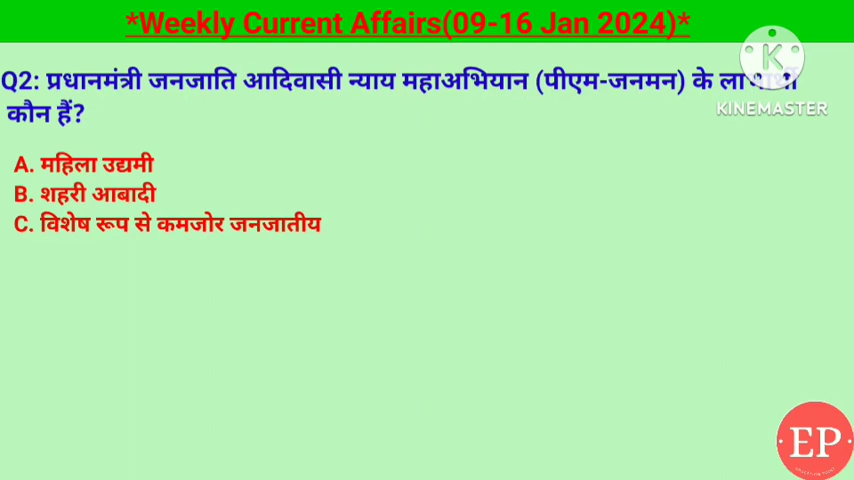 *Weekly Current Affairs(09-16 Jan 2024)*
Q2: प्रधानमंत्री जनजाति आदिवासी न्याय महाअभियान (पीएम-जनमन) के लाभार्थी
कौन हैं?
A. महिला उद्यमी
B. शहरी आबादी
C. विशेष रूप से कमजोर जनजातीय
K
KINEMASTER
EP